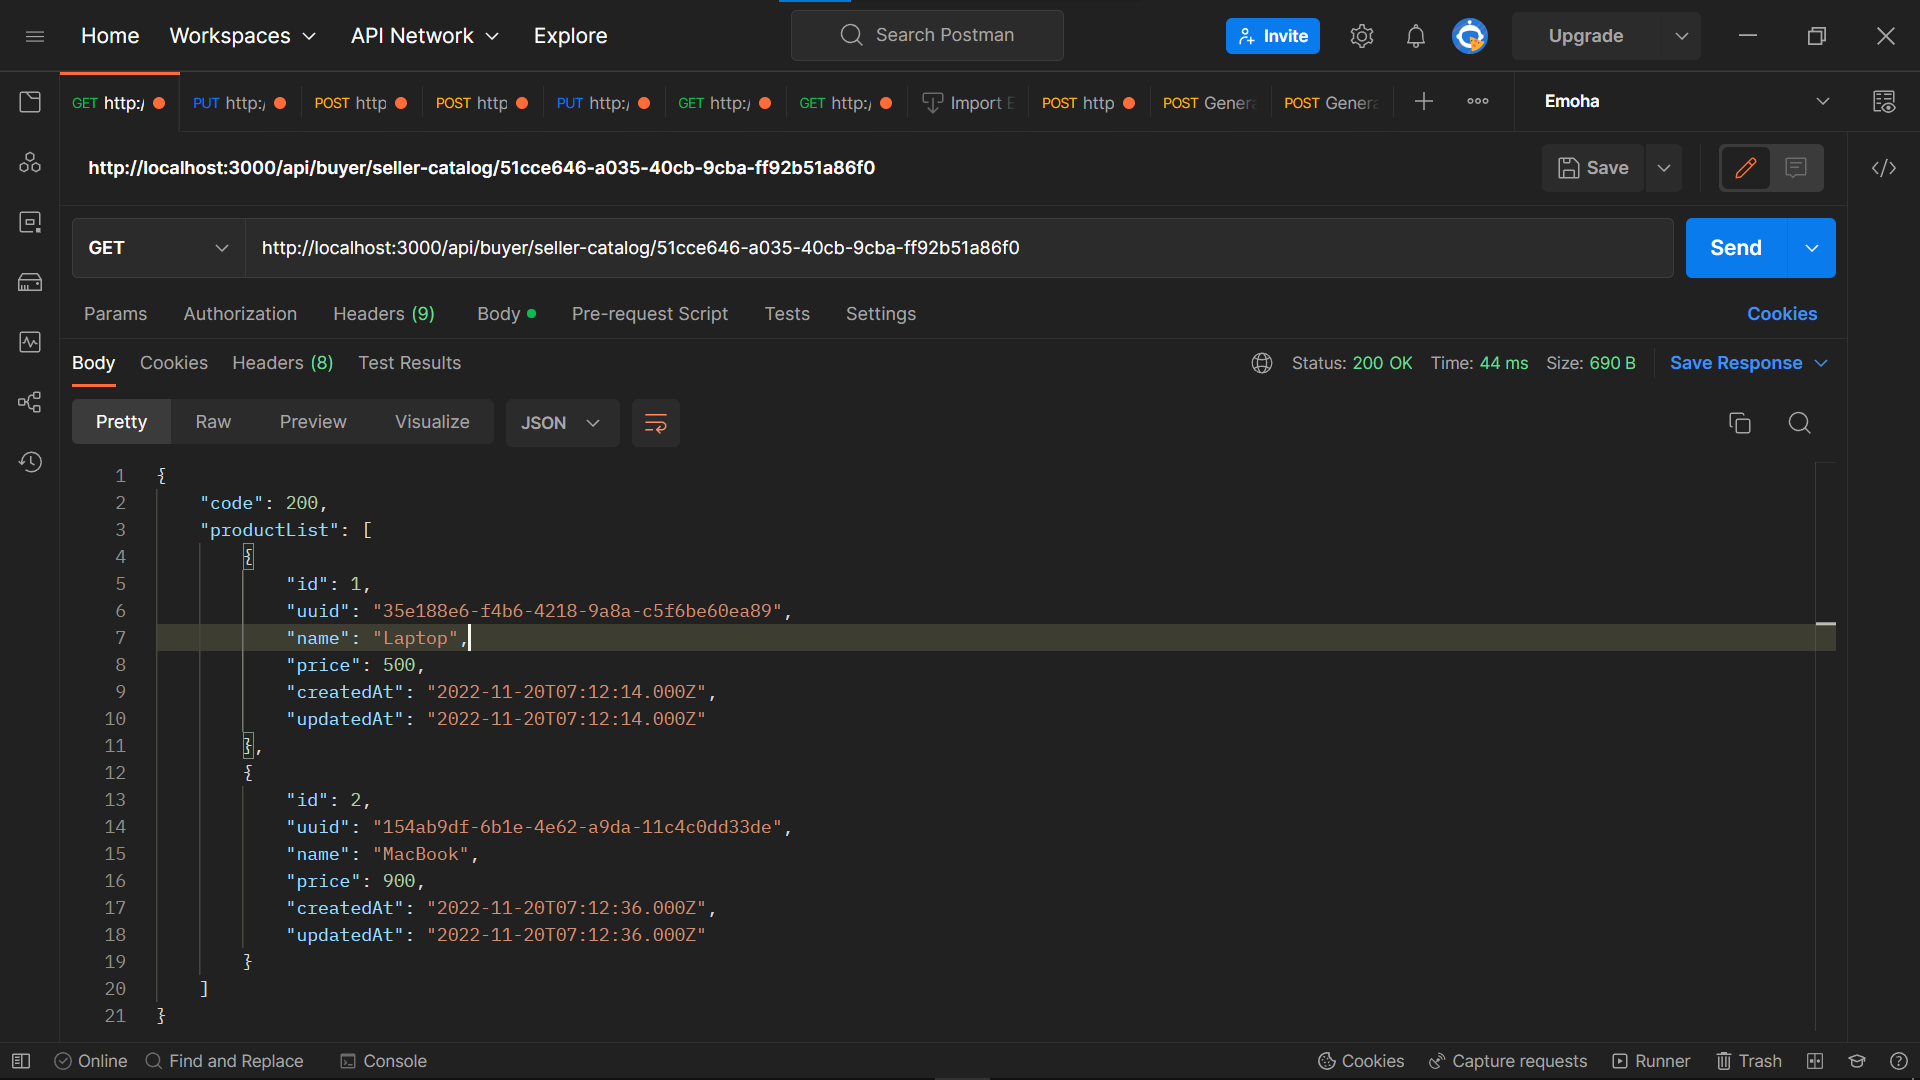 Home Workspaces API Network Explore Search Postman Invite Upgrade
GET http:/ PUT http:/ POST http POST http PUT http:/ GET http:/ GET http:/ Import POST http POST Genera POST Genera Emoha
http://localhost:3000/api/buyer/seller-catalog/51cce646-a035-40cb-9cba-ff92b51a86f0 Save
GET http://localhost:3000/api/buyer/seller-catalog/51cce646-a035-40cb-9cba-ff92b51a86f0 Send
Params Authorization Headers (9) Body Pre-request Script Tests Settings Cookies
Body Cookies Headers (8) Test Results Status: 200 OK Time: 44 ms Size: 690 B Save Response
Pretty Raw Preview Visualize JSON
1 {
2 "code": 200,
3 "productList": [
4 {
5 "id": 1,
6 "uuid": "35e188e6-f4b6-4218-9a8a-c5f6be60ea89",
7 "name": "Laptop",
8 "price": 500,
9 "createdAt": "2022-11-20T07:12:14.000Z",
10 "updatedAt": "2022-11-20T07:12:14.000Z"
11 },
12 {
13 "id": 2,
14 "uuid": "154ab9df-6b1e-4e62-a9da-11c4c0dd33de",
15 "name": "MacBook",
16 "price": 900,
17 "createdAt": "2022-11-20T07:12:36.000Z",
18 "updatedAt": "2022-11-20T07:12:36.000Z"
19 }
20 ]
21 }
Online Find and Replace Console Cookies Capture requests Runner Trash